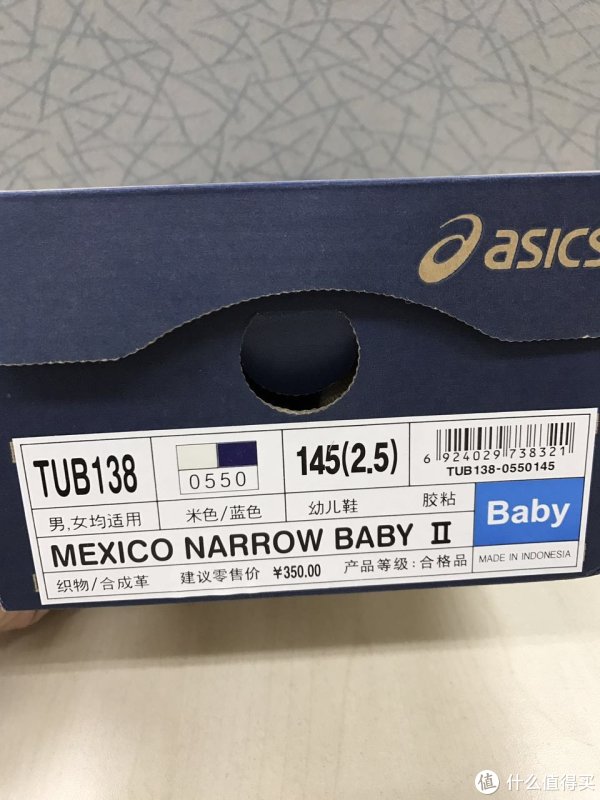 asics
TUB138
0550
145(2.5)
6 924029 738321
TUB138-0550145
男,女均适用
米色/蓝色
幼儿鞋
胶粘
Baby
MEXICO NARROW BABY II
织物/合成革
建议零售价 ¥350.00
产品等级:合格品
MADE IN INDONESIA
值 什么值得买